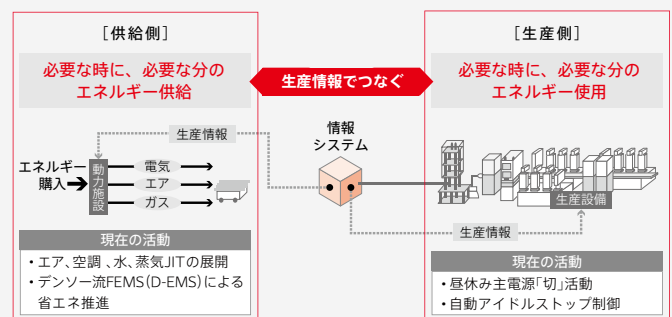 ［供給側］
必要な時に、必要な分の
エネルギー供給
生産情報でつなぐ
［生産側］
必要な時に、必要な分の
エネルギー使用
生産情報
情報
システム
エネルギー
購入
動力施設
電気
エア
ガス
生産設備
生産情報
現在の活動
・エア、空調、水、蒸気JITの展開
・デンソー流FEMS(D-EMS)による
省エネ推進
現在の活動
・昼休み主電源「切」活動
・自動アイドルストップ制御